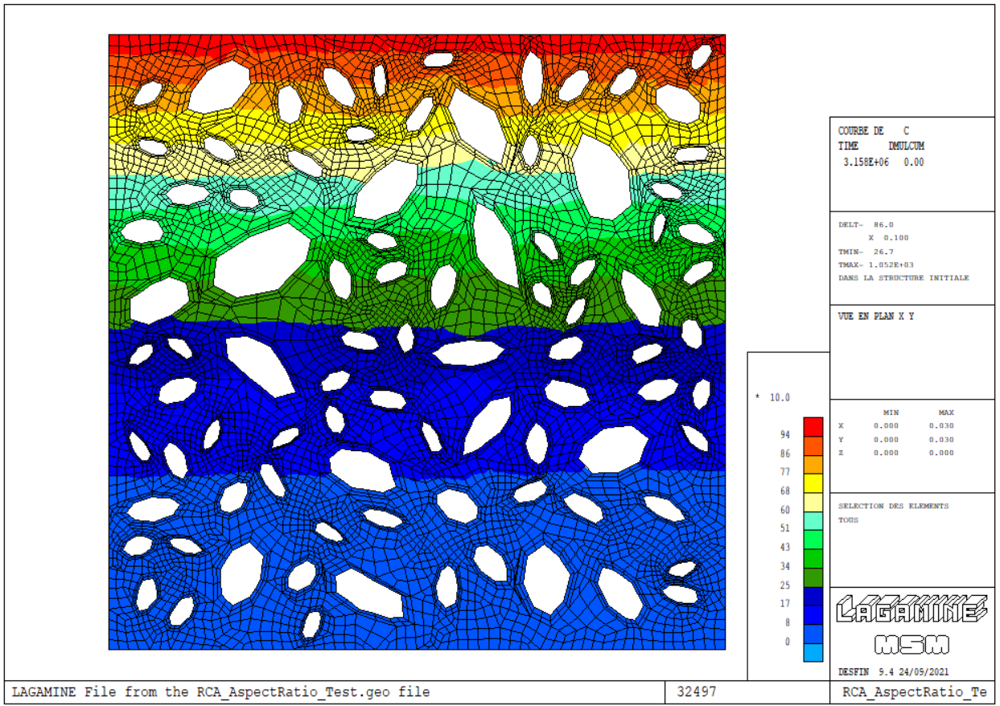 COURBE DE    C
TIME      DMULCUM
3.158E+06   0.00
DELT-  86.0
X  0.100
TMIN-  26.7
TMAX- 1.052E+03
DANS LA STRUCTURE INITIALE
VUE EN PLAN X Y
* 10.0
94
86
77
68
60
51
43
34
25
17
8
0
MIN MAX
X 0.000 0.030
Y 0.000 0.030
Z 0.000 0.000
SELECTION DES ELEMENTS
TOUS
LAGAMINE
MSM
DESFIN  9.4 24/09/2021
LAGAMINE File from the RCA_AspectRatio_Test.geo file
32497
RCA_AspectRatio_Te